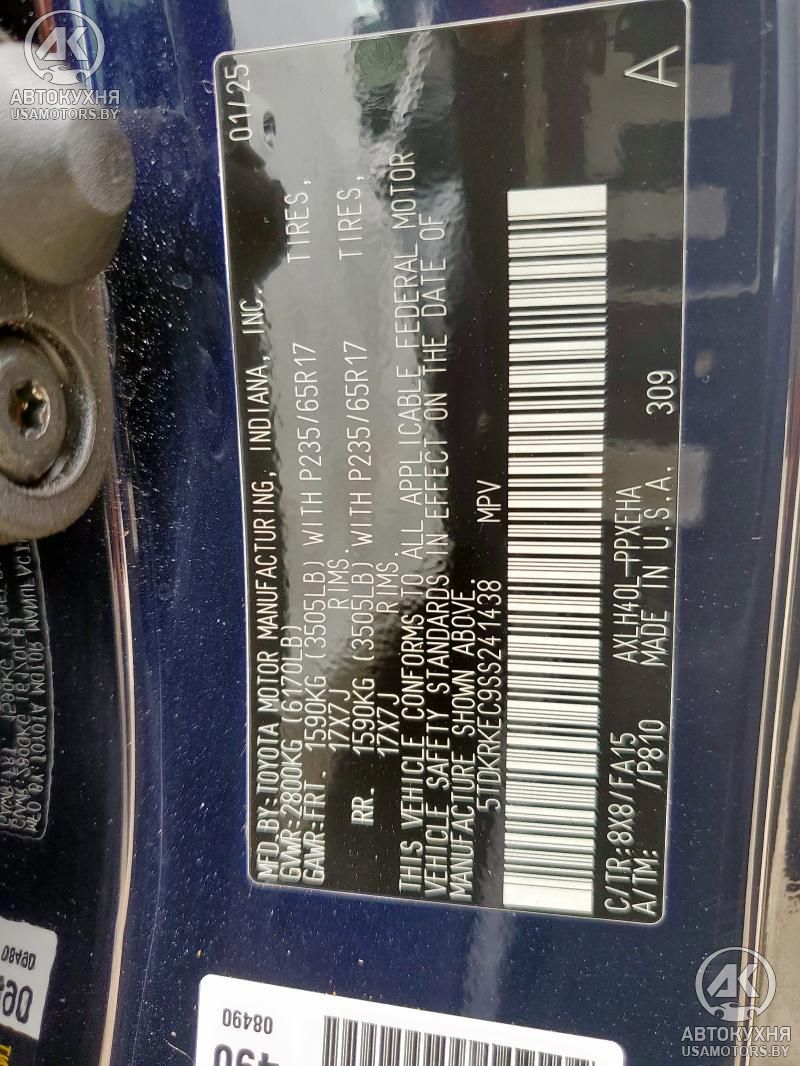 MFD BY: TOYOTA MOTOR MANUFACTURING, INDIANA, INC. 01/25
GVWR: 2800KG (6170LB)
GAWR: FRT. 1590KG (3505LB) WITH P235/65R17 TIRES,
17X7J RIMS.
RR. 1590KG (3505LB) WITH P235/65R17 TIRES,
17X7J RIMS.
THIS VEHICLE CONFORMS TO ALL APPLICABLE FEDERAL MOTOR
VEHICLE SAFETY STANDARDS IN EFFECT ON THE DATE OF
MANUFACTURE SHOWN ABOVE.
5TDKRKEC9SS241438 MPV
C/TR: 8X8/FA15 AXLH40L-PPXEHA 309
A/TM: /P810 MADE IN U.S.A. A
08490
490
АК
АВТОКУХНЯ
USAMOTORS.BY
АК
АВТОКУХНЯ
USAMOTORS.BY